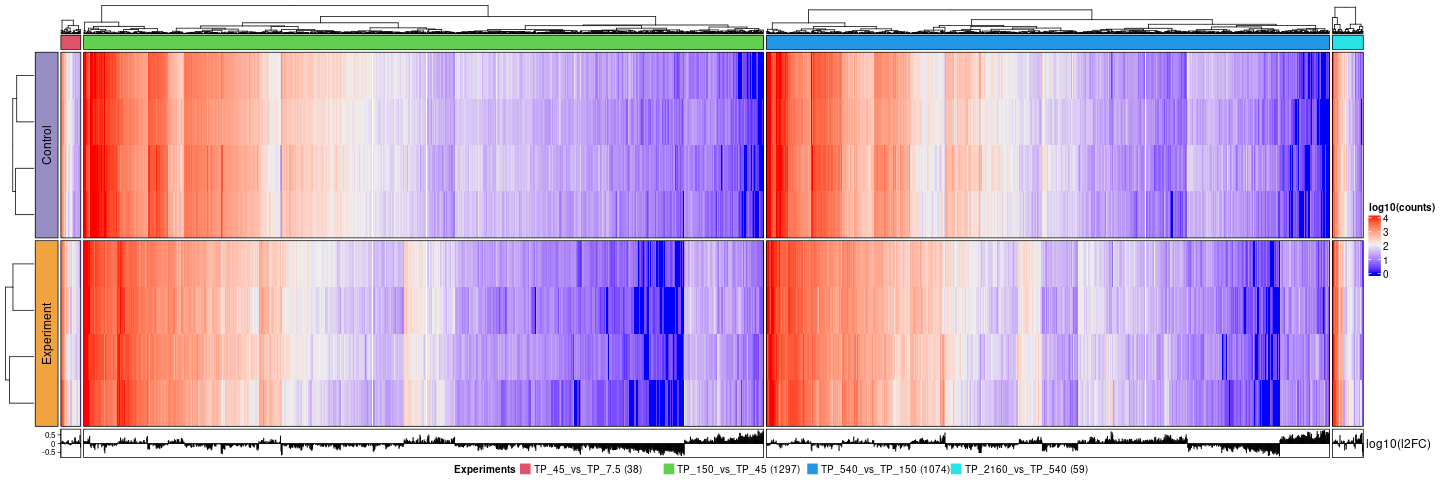 Control
Experiment
log10(counts)
4
3
2
1
0
0.5
0
-0.5
log10(l2FC)
Experiments TP_45_vs_TP_7.5 (38) TP_150_vs_TP_45 (1297) TP_540_vs_TP_150 (1074) TP_2160_vs_TP_540 (59)